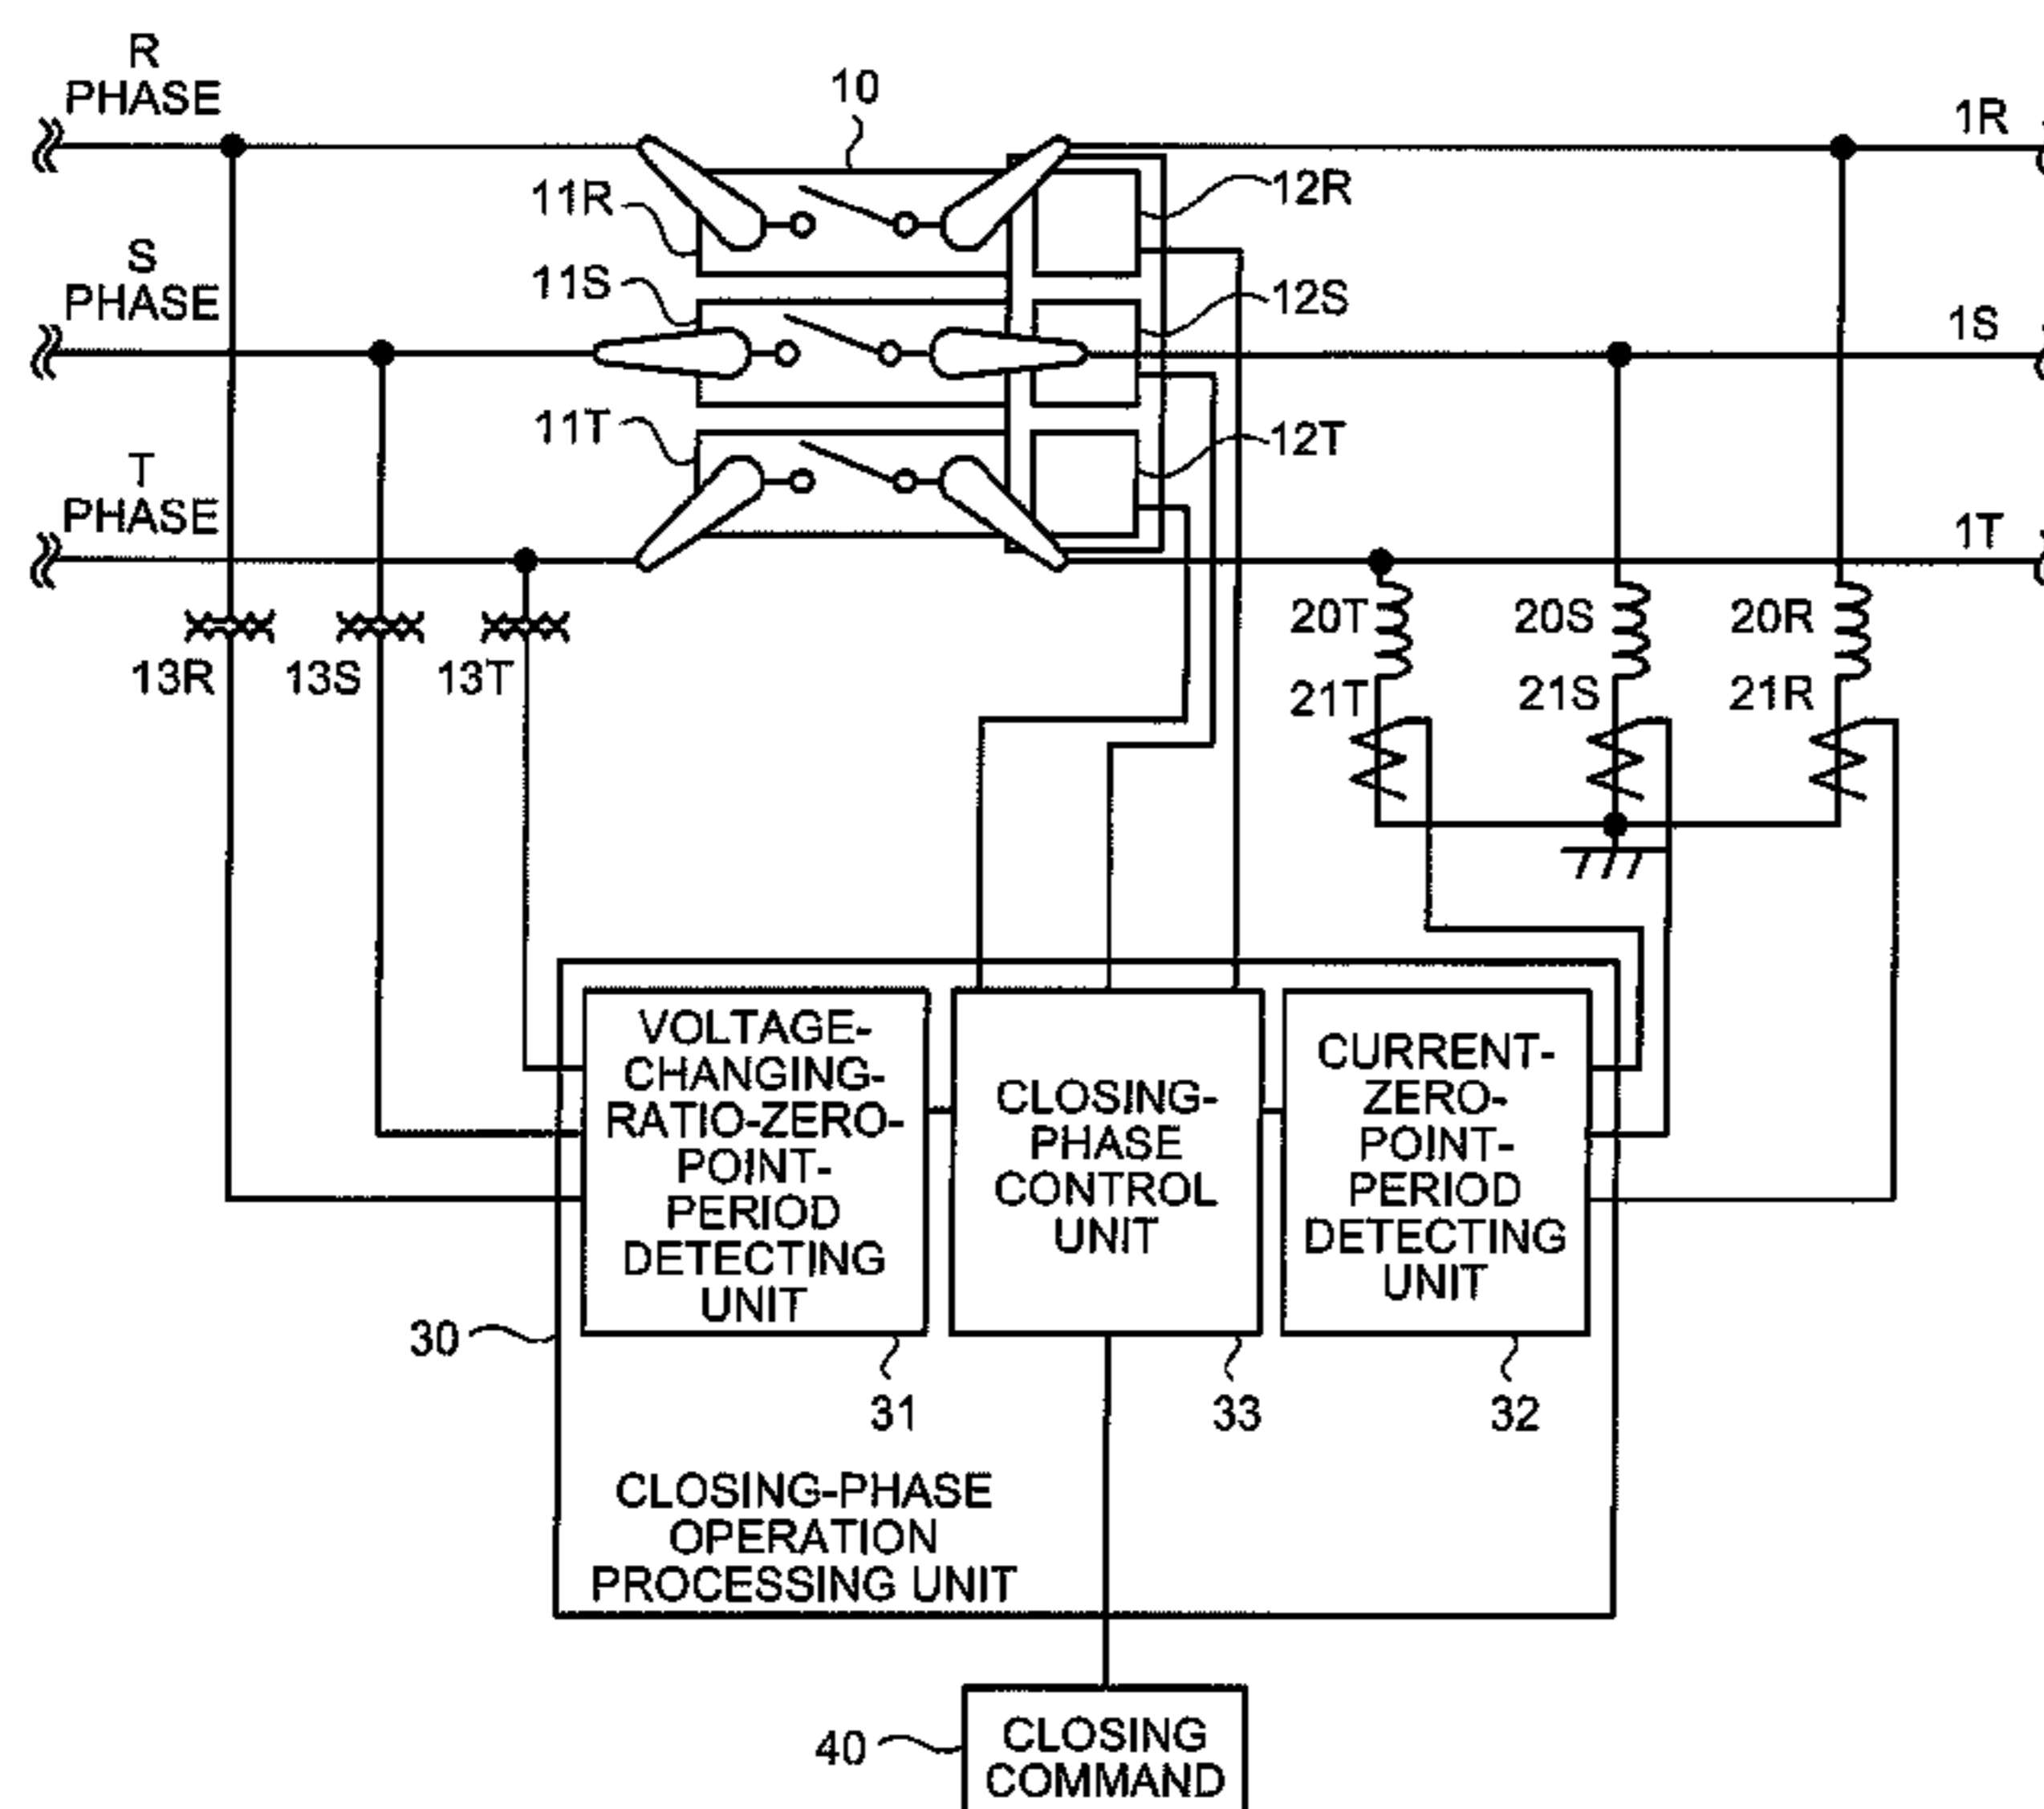 R
PHASE
10
1R
11R
12R
S
PHASE
11S
12S
1S
11T
12T
T
PHASE
1T
13R
13S
13T
20T
20S
20R
21T
21S
21R
VOLTAGE-
CHANGING-
RATIO-ZERO-
POINT-
PERIOD
DETECTING
UNIT
CLOSING-
PHASE
CONTROL
UNIT
CURRENT-
ZERO-
POINT-
PERIOD
DETECTING
UNIT
30
31
33
32
CLOSING-PHASE
OPERATION
PROCESSING UNIT
40
CLOSING
COMMAND